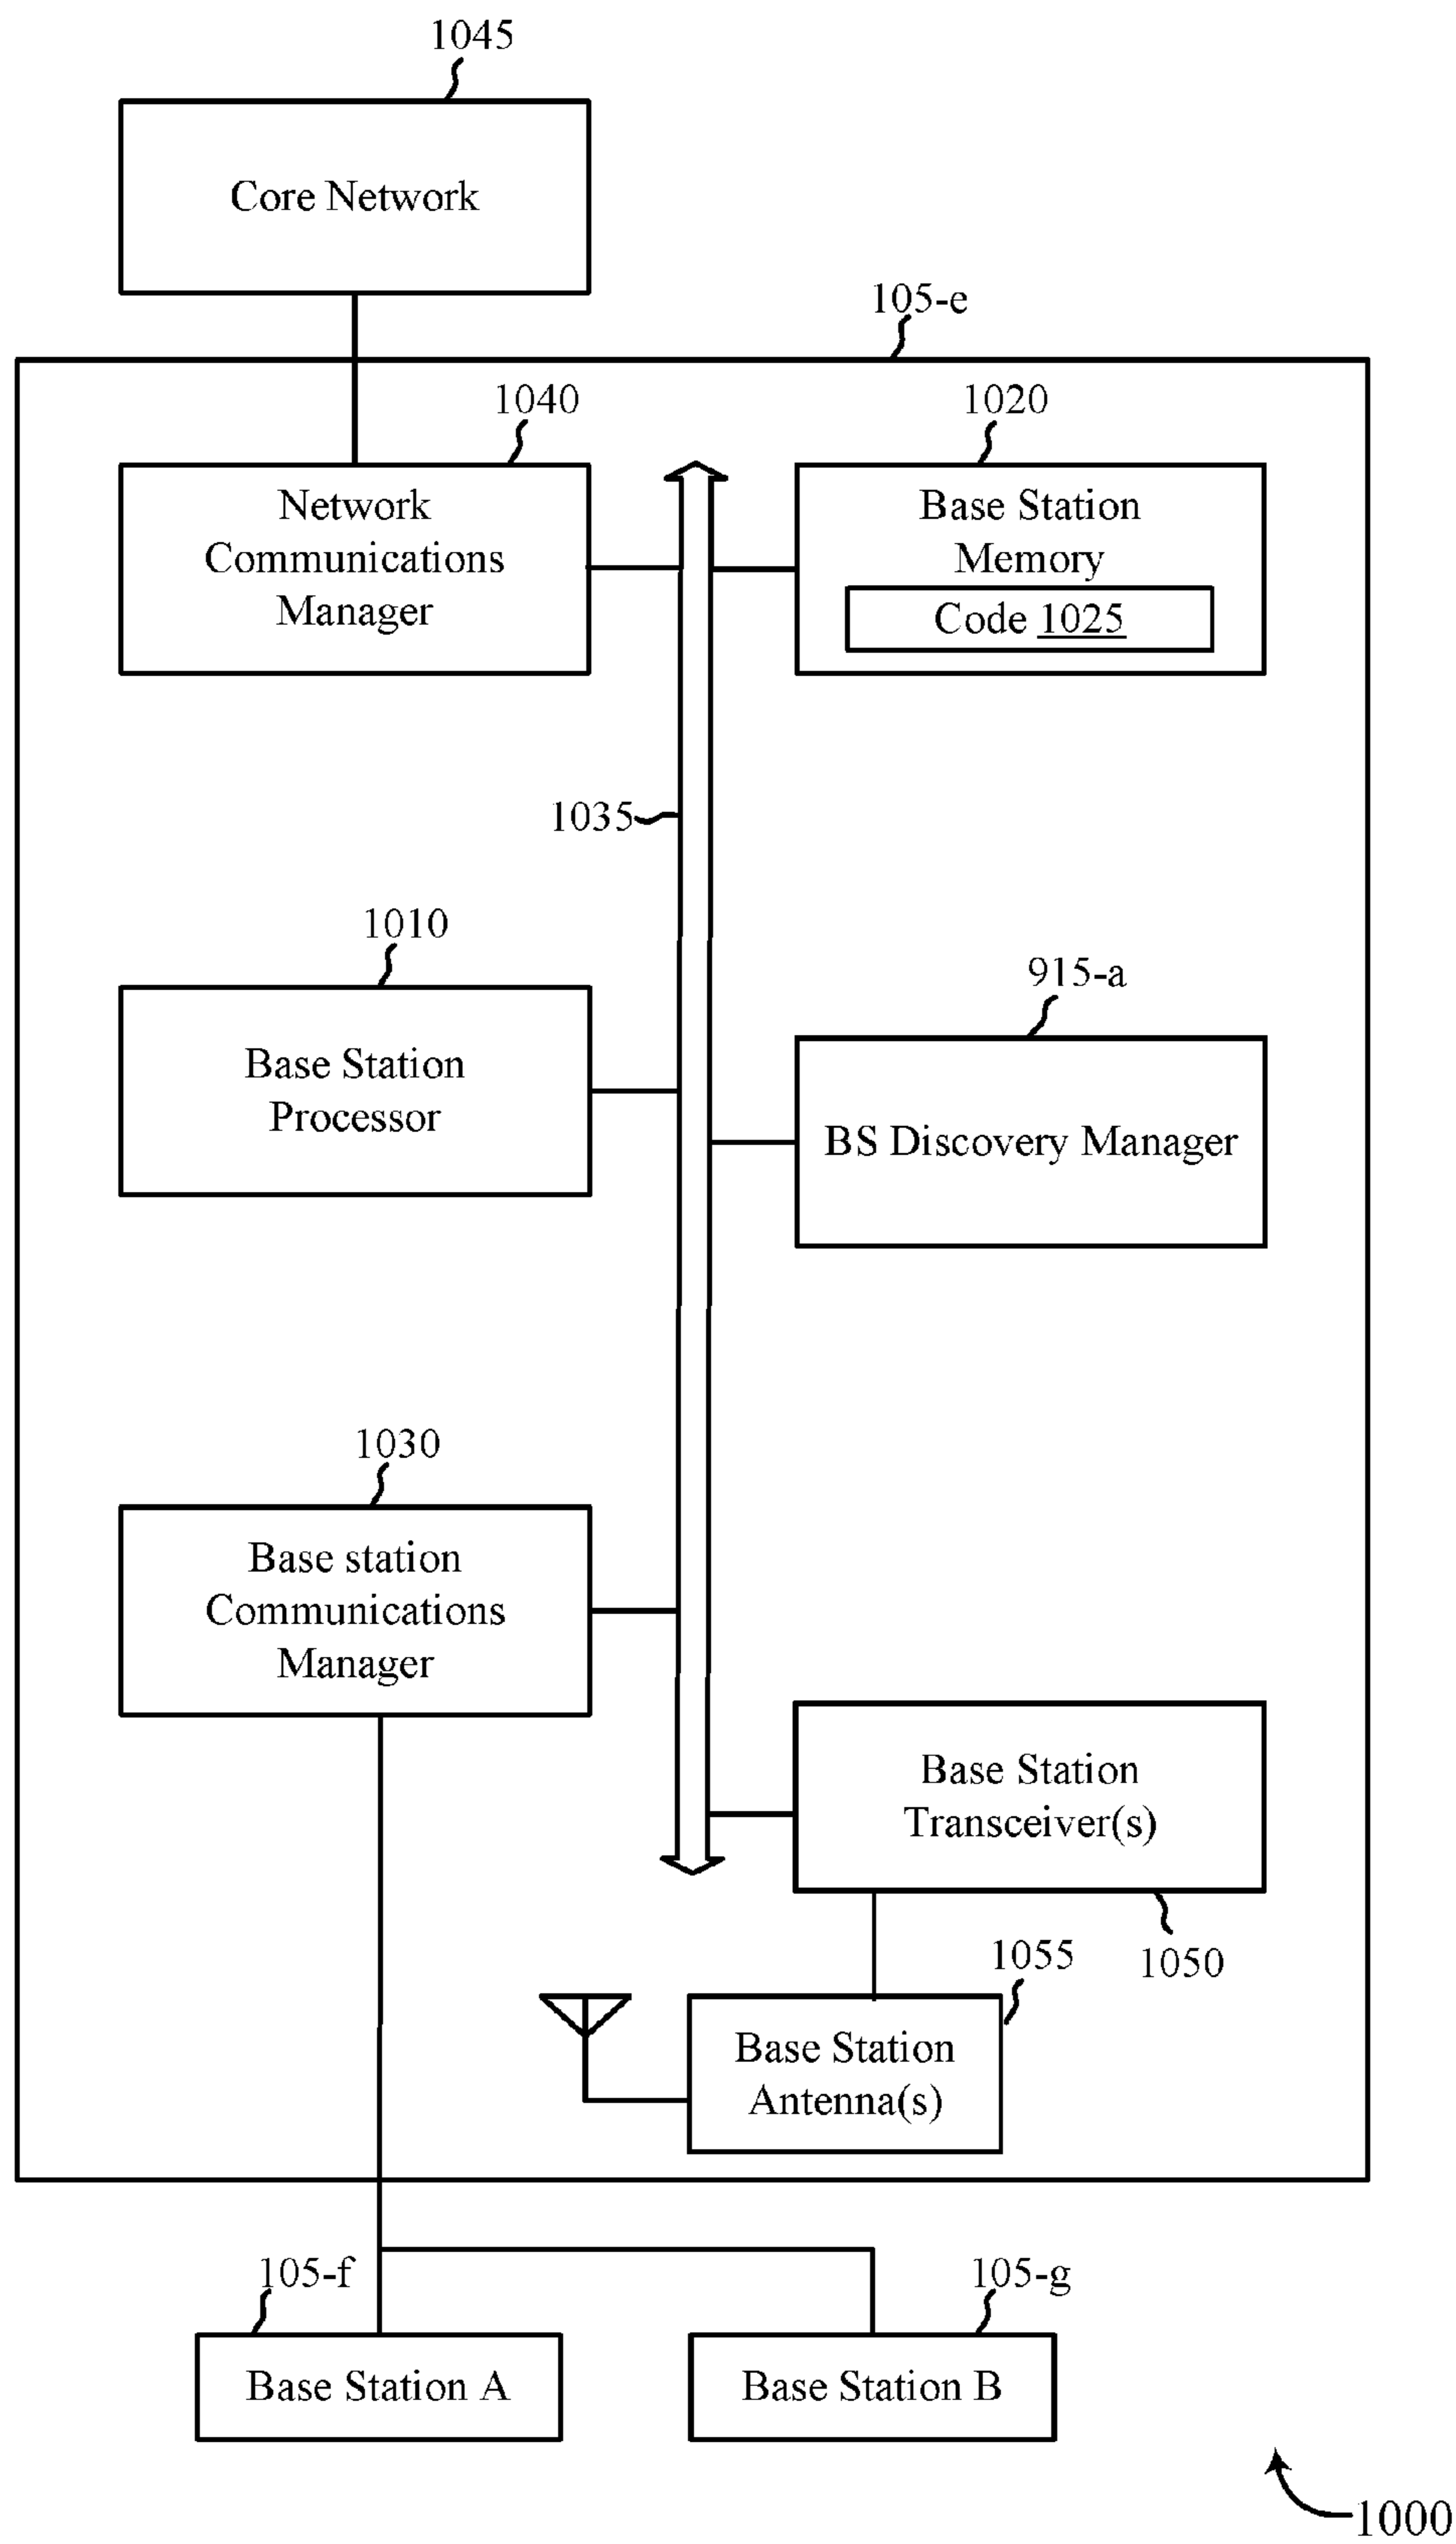 1045
Core Network
105-e
1040
1020
Network
Communications
Manager
Base Station
Memory
Code 1025
1035
1010
915-a
Base Station
Processor
BS Discovery Manager
1030
Base station
Communications
Manager
Base Station
Transceiver(s)
1050
1055
Base Station
Antenna(s)
105-f
105-g
Base Station A
Base Station B
1000